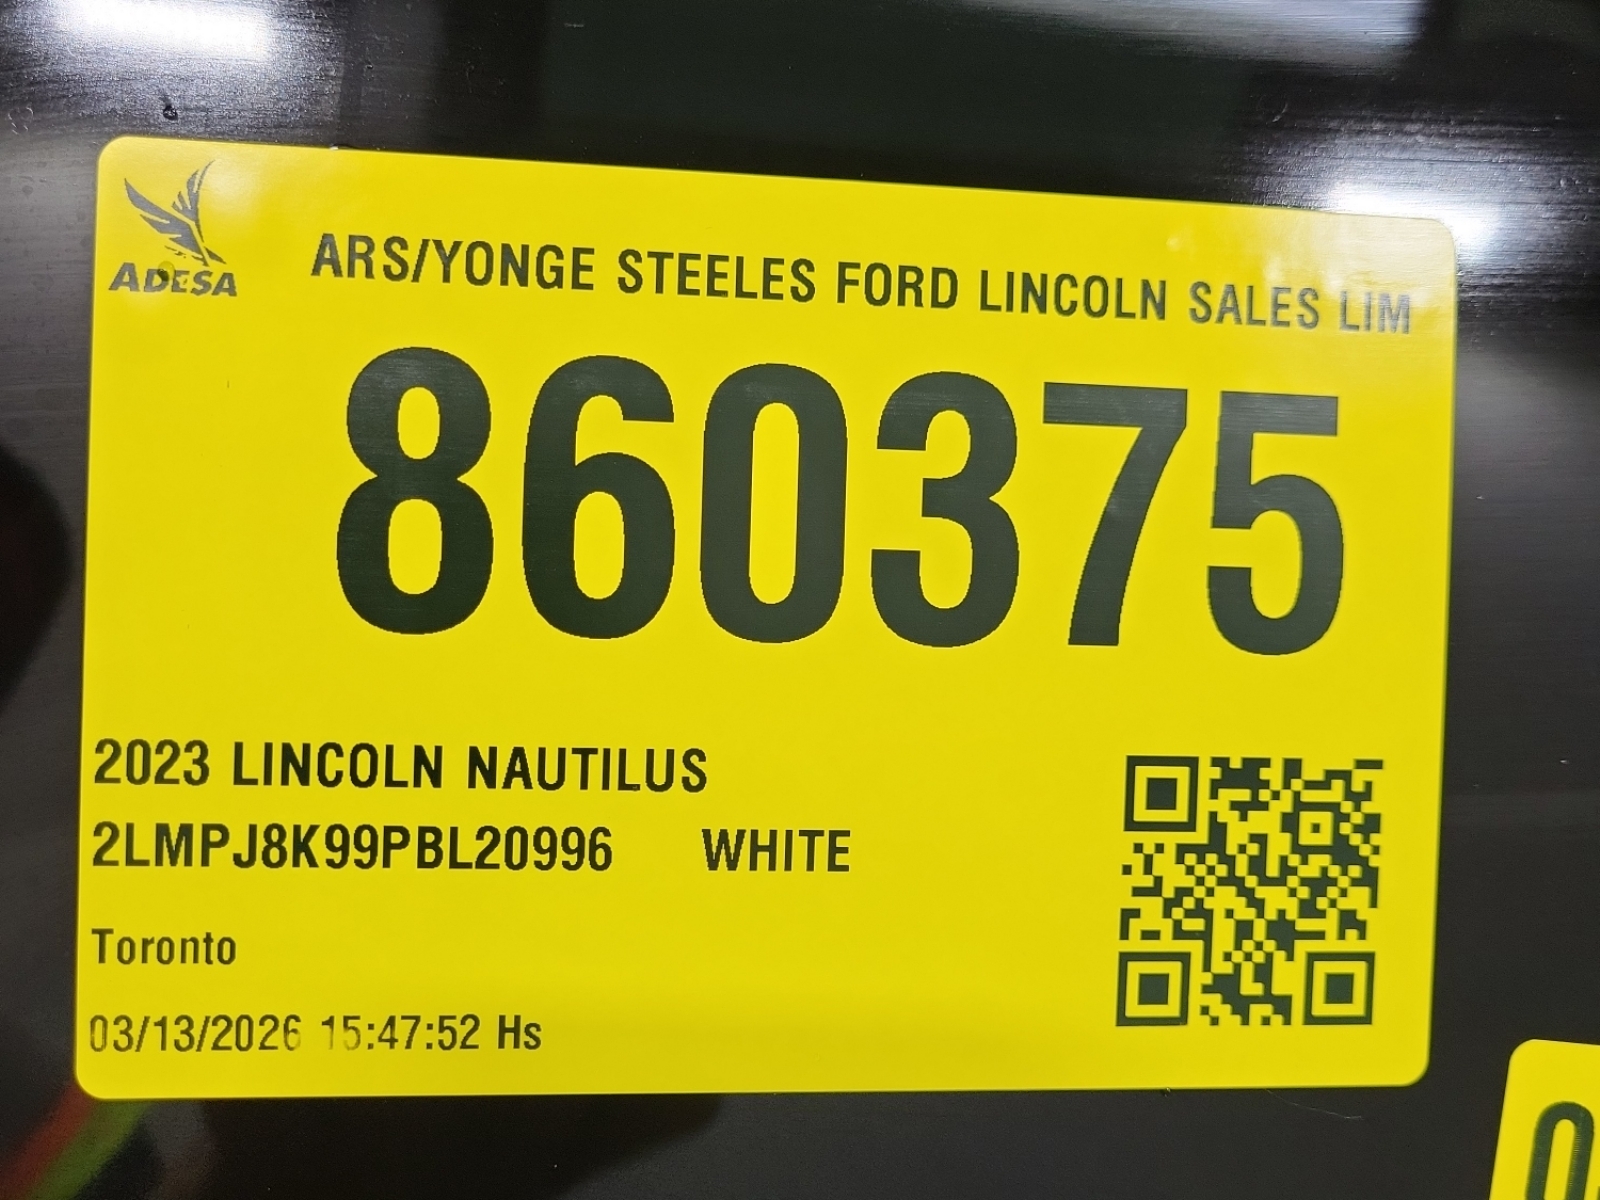 ADESA
ARS/YONGE STEELES FORD LINCOLN SALES LIM
860375
2023 LINCOLN NAUTILUS
2LMPJ8K99PBL20996 WHITE
Toronto
03/13/2026 15:47:52 Hs